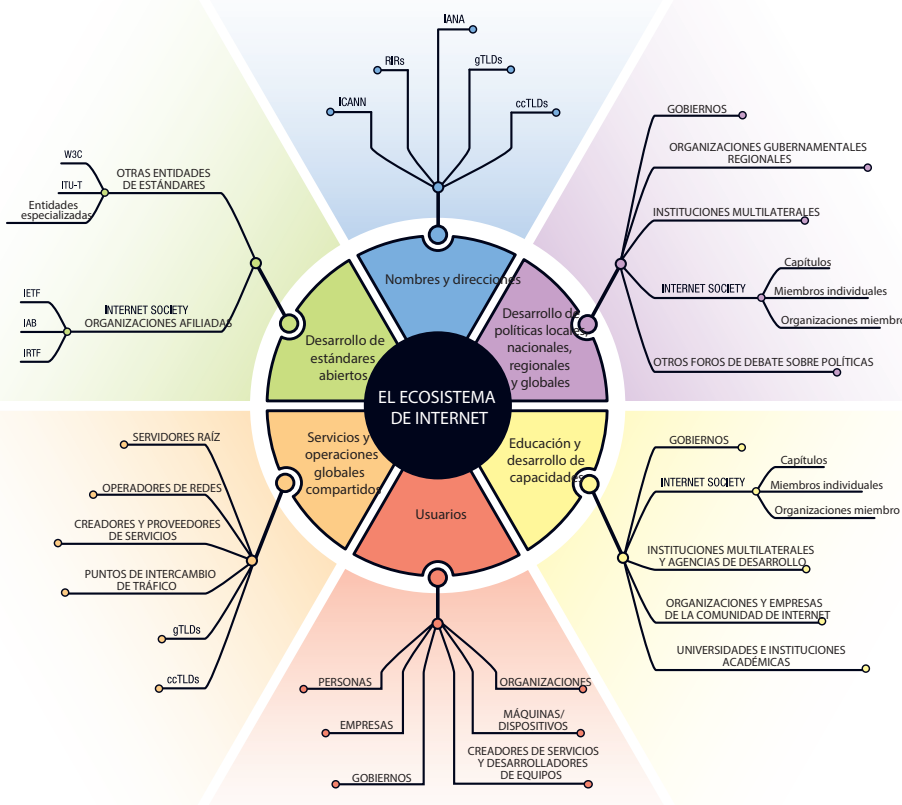 IANA
RIRs
gTLDs
ICANN
ccTLDs
Nombres y direcciones
GOBIERNOS
ORGANIZACIONES GUBERNAMENTALES
REGIONALES
INSTITUCIONES MULTILATERALES
INTERNET SOCIETY
Capítulos
Miembros individuales
Organizaciones miembro
OTROS FOROS DE DEBATE SOBRE POLÍTICAS
Desarrollo de
políticas locales,
nacionales,
regionales
y globales
W3C
ITU-T
Entidades
especializadas
OTRAS ENTIDADES
DE ESTÁNDARES
IETF
IAB
IRTF
INTERNET SOCIETY
ORGANIZACIONES AFILIADAS
Desarrollo de
estándares
abiertos
EL ECOSISTEMA
DE INTERNET
Servicios y
operaciones
globales
compartidos
SERVIDORES RAÍZ
OPERADORES DE REDES
CREADORES Y PROVEEDORES
DE SERVICIOS
PUNTOS DE INTERCAMBIO
DE TRÁFICO
gTLDs
ccTLDs
Educación y
desarrollo de
capacidades
GOBIERNOS
INTERNET SOCIETY
Capítulos
Miembros individuales
Organizaciones miembro
INSTITUCIONES MULTILATERALES
Y AGENCIAS DE DESARROLLO
ORGANIZACIONES Y EMPRESAS
DE LA COMUNIDAD DE INTERNET
UNIVERSIDADES E INSTITUCIONES
ACADÉMICAS
Usuarios
PERSONAS
EMPRESAS
GOBIERNOS
ORGANIZACIONES
MÁQUINAS/
DISPOSITIVOS
CREADORES DE SERVICIOS
Y DESARROLLADORES
DE EQUIPOS